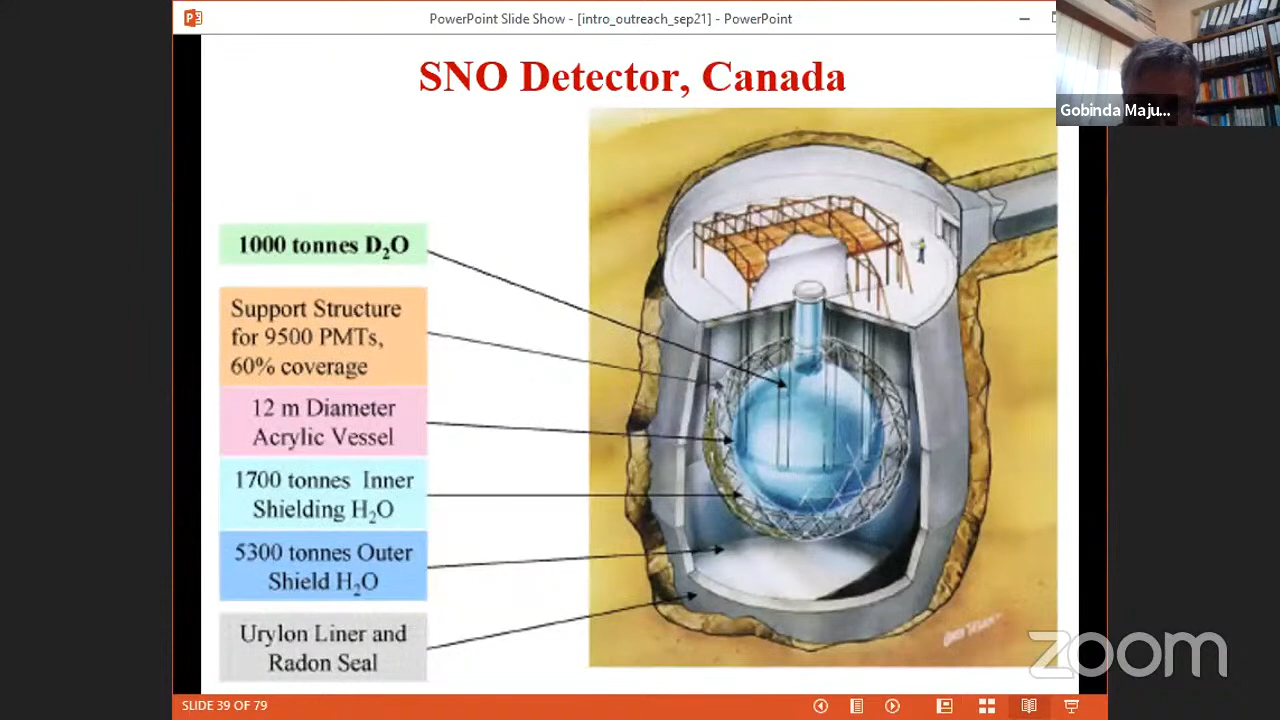 PowerPoint Slide Show - [intro_outreach_sep21] - PowerPoint
SNO Detector, Canada
Gobinda Maju...
1000 tonnes D₂O
Support Structure
for 9500 PMTs,
60% coverage
12 m Diameter
Acrylic Vessel
1700 tonnes Inner
Shielding H₂O
5300 tonnes Outer
Shield H₂O
Urylon Liner and
Radon Seal
zoom
SLIDE 39 OF 79